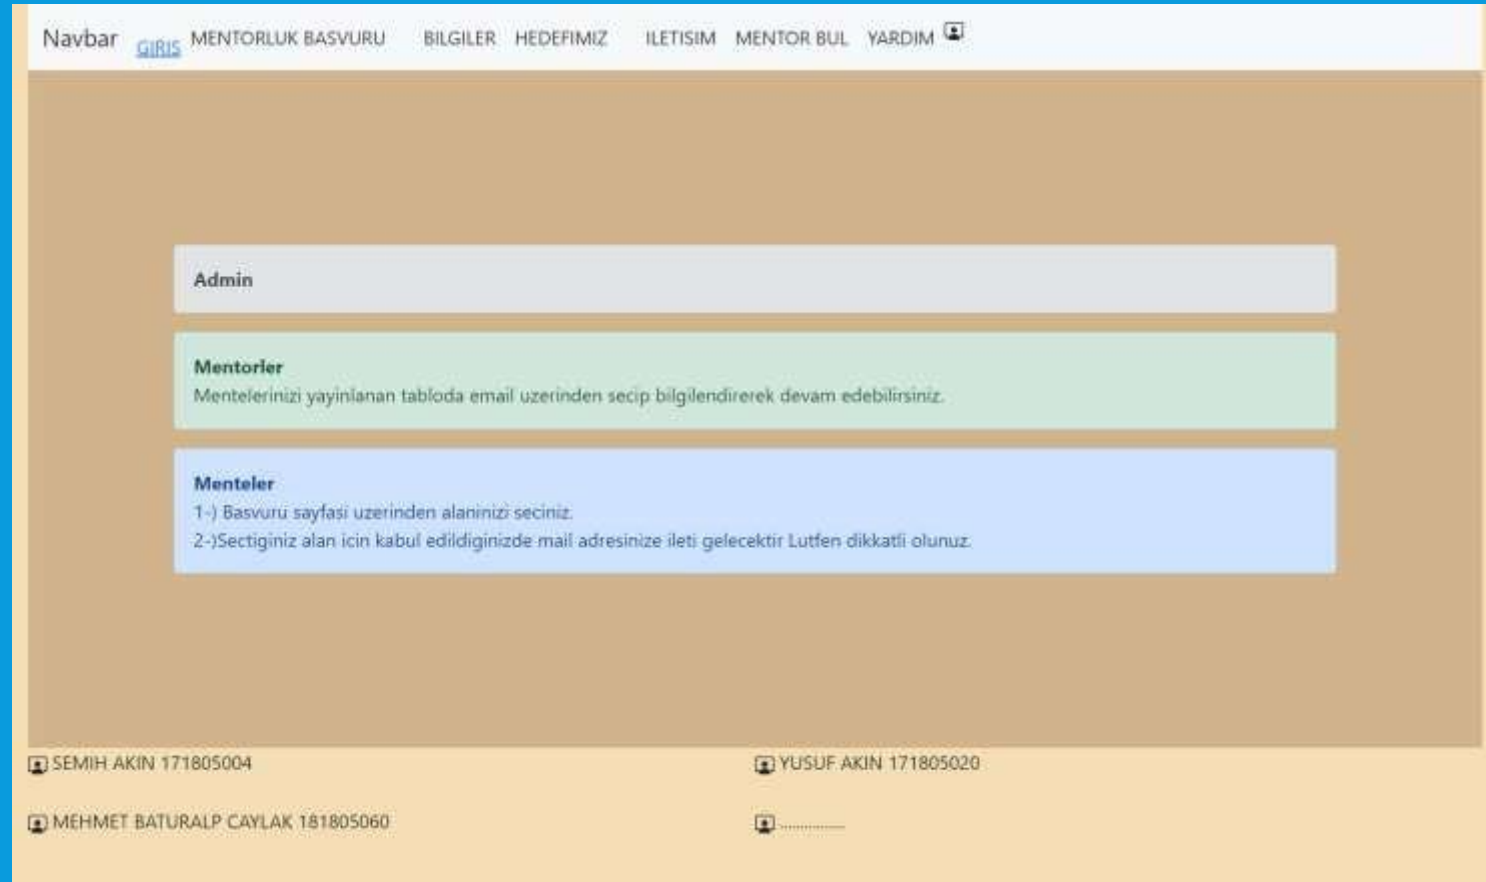 Navbar GIRIS MENTORLUK BASVURU BILGILER HEDEFIMIZ ILETISIM MENTOR BUL YARDIM
Admin
Mentorler
Mentelerinizi yayinlanan tabloda email uzerinden secip bilgilendirerek devam edebilirsiniz.
Menteler
1-) Basvuru sayfasi uzerinden alaninizi seciniz.
2-)Sectiginiz alan icin kabul edildiginizde mail adresinize ileti gelecektir Lutfen dikkatli olunuz.
SEMIH AKIN 171805004 YUSUF AKIN 171805020
MEHMET BATURALP CAYLAK 181805060 ...............